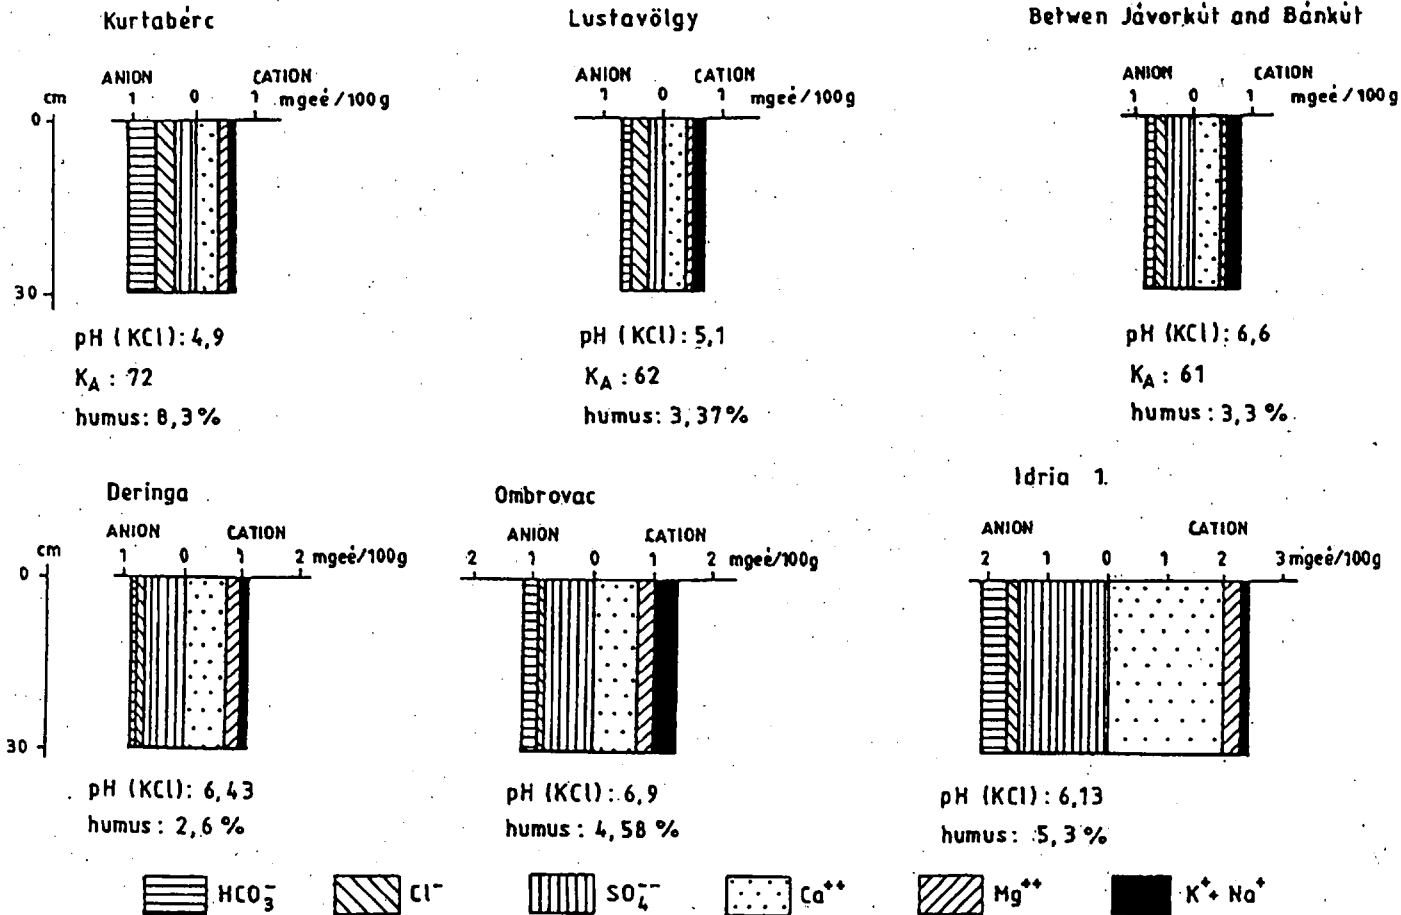 Kurtabérc
Lustavölgy
Betwen Jávorkút and Bánkút
ANION CATION
cm 1 0 1 mgeé/100g
ANION CATION
1 0 1 mgeé/100g
ANION CATION
1 0 1 mgeé/100g
0
30
pH (KCl): 4,9
K_A : 72
humus: 8,3%
pH (KCl): 5,1
K_A : 62
humus: 3,37%
pH (KCl): 6,6
K_A : 61
humus: 3,3 %
Deringa
Ombrovac
Idria 1.
ANION CATION
cm 1 0 1 2 mgeé/100g
ANION CATION
2 1 0 1 2 mgeé/100g
ANION CATION
2 1 0 1 2 3 mgeé/100g
0
30
pH (KCl): 6,43
humus: 2,6 %
pH (KCl): 6,9
humus: 4,58 %
pH (KCl): 6,13
humus: 5,3 %
HCO₃⁻ Cl⁻ SO₄⁻⁻ Ca⁺⁺ Mg⁺⁺ K⁺+ Na⁺